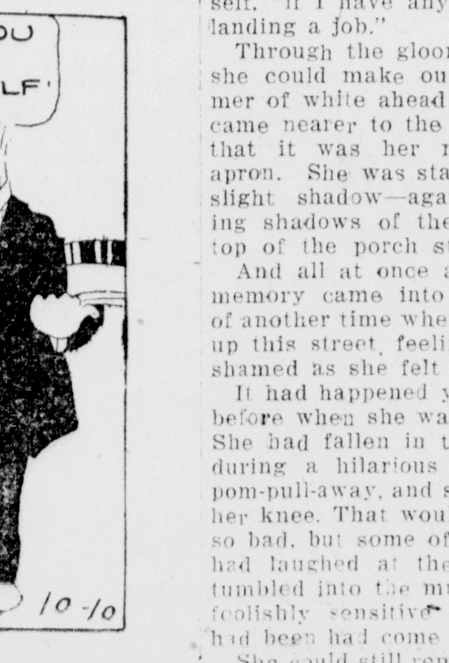 OU
LF'
10-10
self. "If I have any
landing a job."
Through the gloo
she could make ou
mer of white ahead
came nearer to the
that it was her
apron. She was sta
slight shadow—aga
ing shadows of the
top of the porch s
And all at once a
memory came into
of another time whe
up this street, feeli
shamed as she felt
It had happened y
before when she wa
She had fallen in t
during a hilarious
pom-pull-away, and s
her knee. That wou
so bad, but some of
had laughed at the
tumbled into the mu
foolishly sensitive
had been had come
She could still